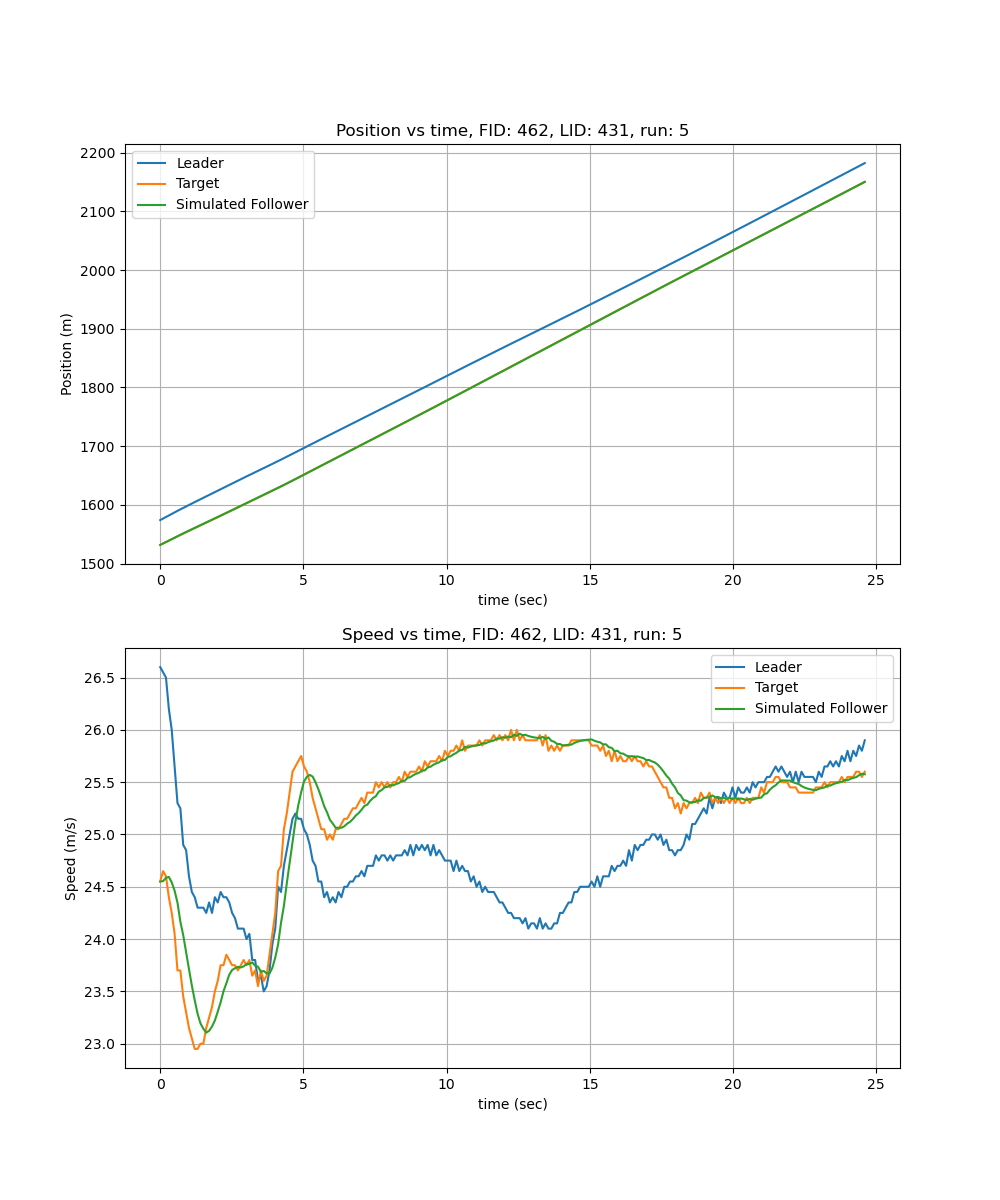 Position vs time, FID: 462, LID: 431, run: 5
Leader
Target
Simulated Follower
Position (m)
2200
2100
2000
1900
1800
1700
1600
1500
0 5 10 15 20 25
time (sec)
Speed vs time, FID: 462, LID: 431, run: 5
Leader
Target
Simulated Follower
Speed (m/s)
26.5
26.0
25.5
25.0
24.5
24.0
23.5
23.0
0 5 10 15 20 25
time (sec)